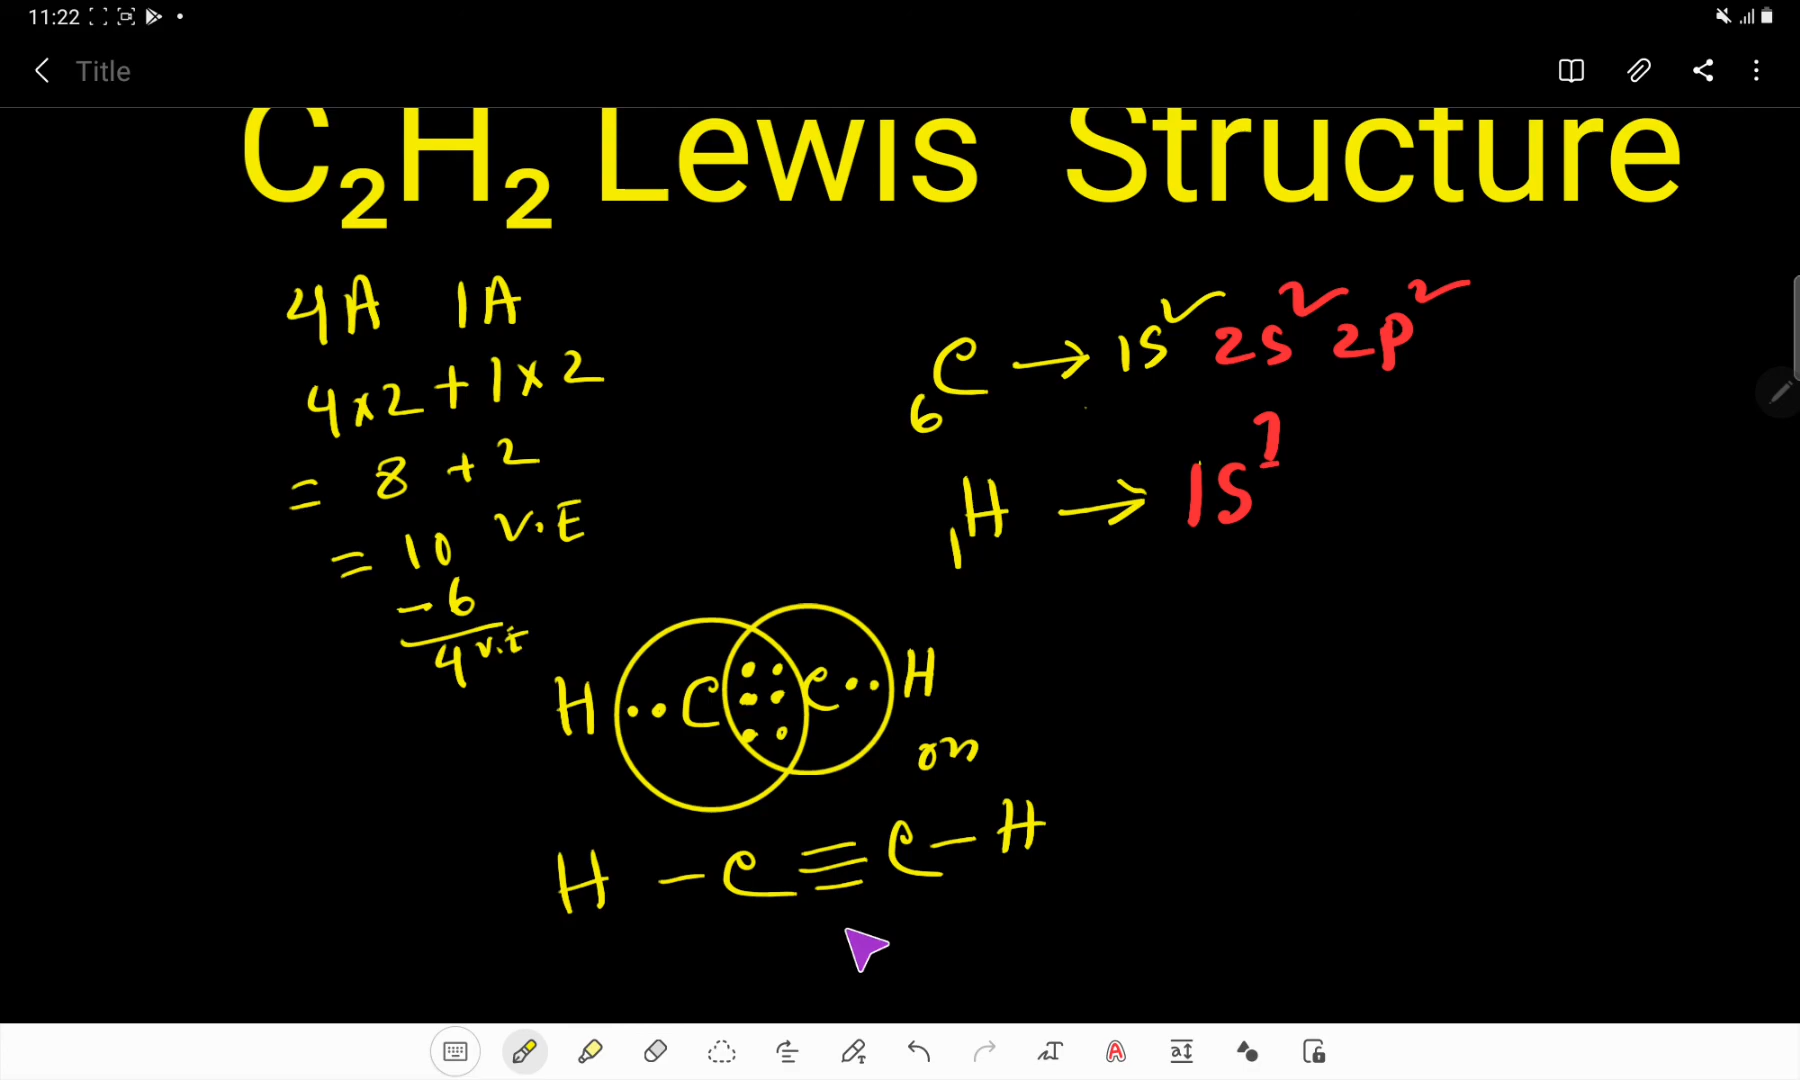 11:22
Title
C₂H₂ Lewis Structure
4A 1A
4x2 + 1x2
= 8 + 2
= 10 V.E
- 6
4 V.E
₆C → 1S² 2S² 2P²
₁H → 1S¹
H ·· C ⋮⋮ C ·· H
or
H - C ≡ C - H